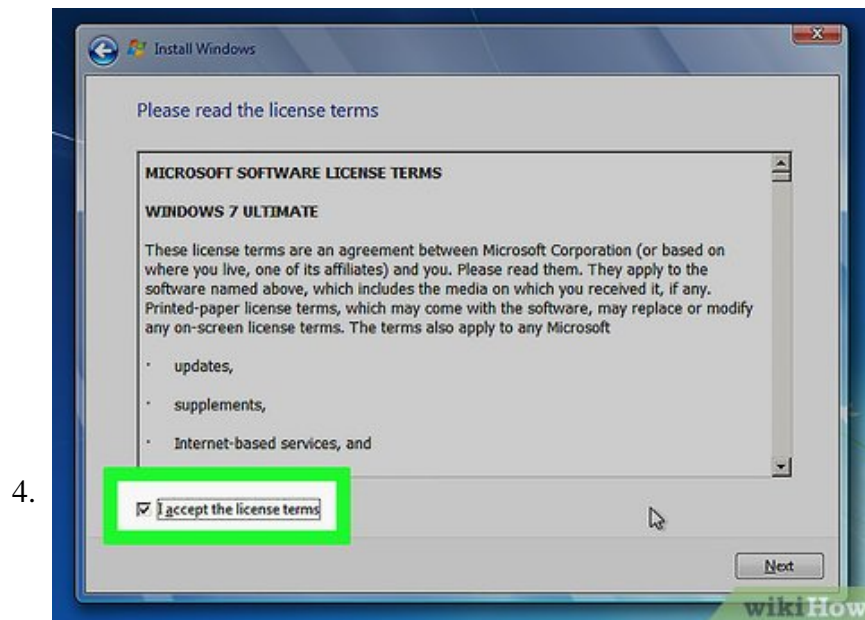 Install Windows
Please read the license terms
MICROSOFT SOFTWARE LICENSE TERMS
WINDOWS 7 ULTIMATE
These license terms are an agreement between Microsoft Corporation (or based on
where you live, one of its affiliates) and you. Please read them. They apply to the
software named above, which includes the media on which you received it, if any.
Printed-paper license terms, which may come with the software, may replace or modify
any on-screen license terms. The terms also apply to any Microsoft
· updates,
· supplements,
· Internet-based services, and
4.
I accept the license terms
Next
wikiHow